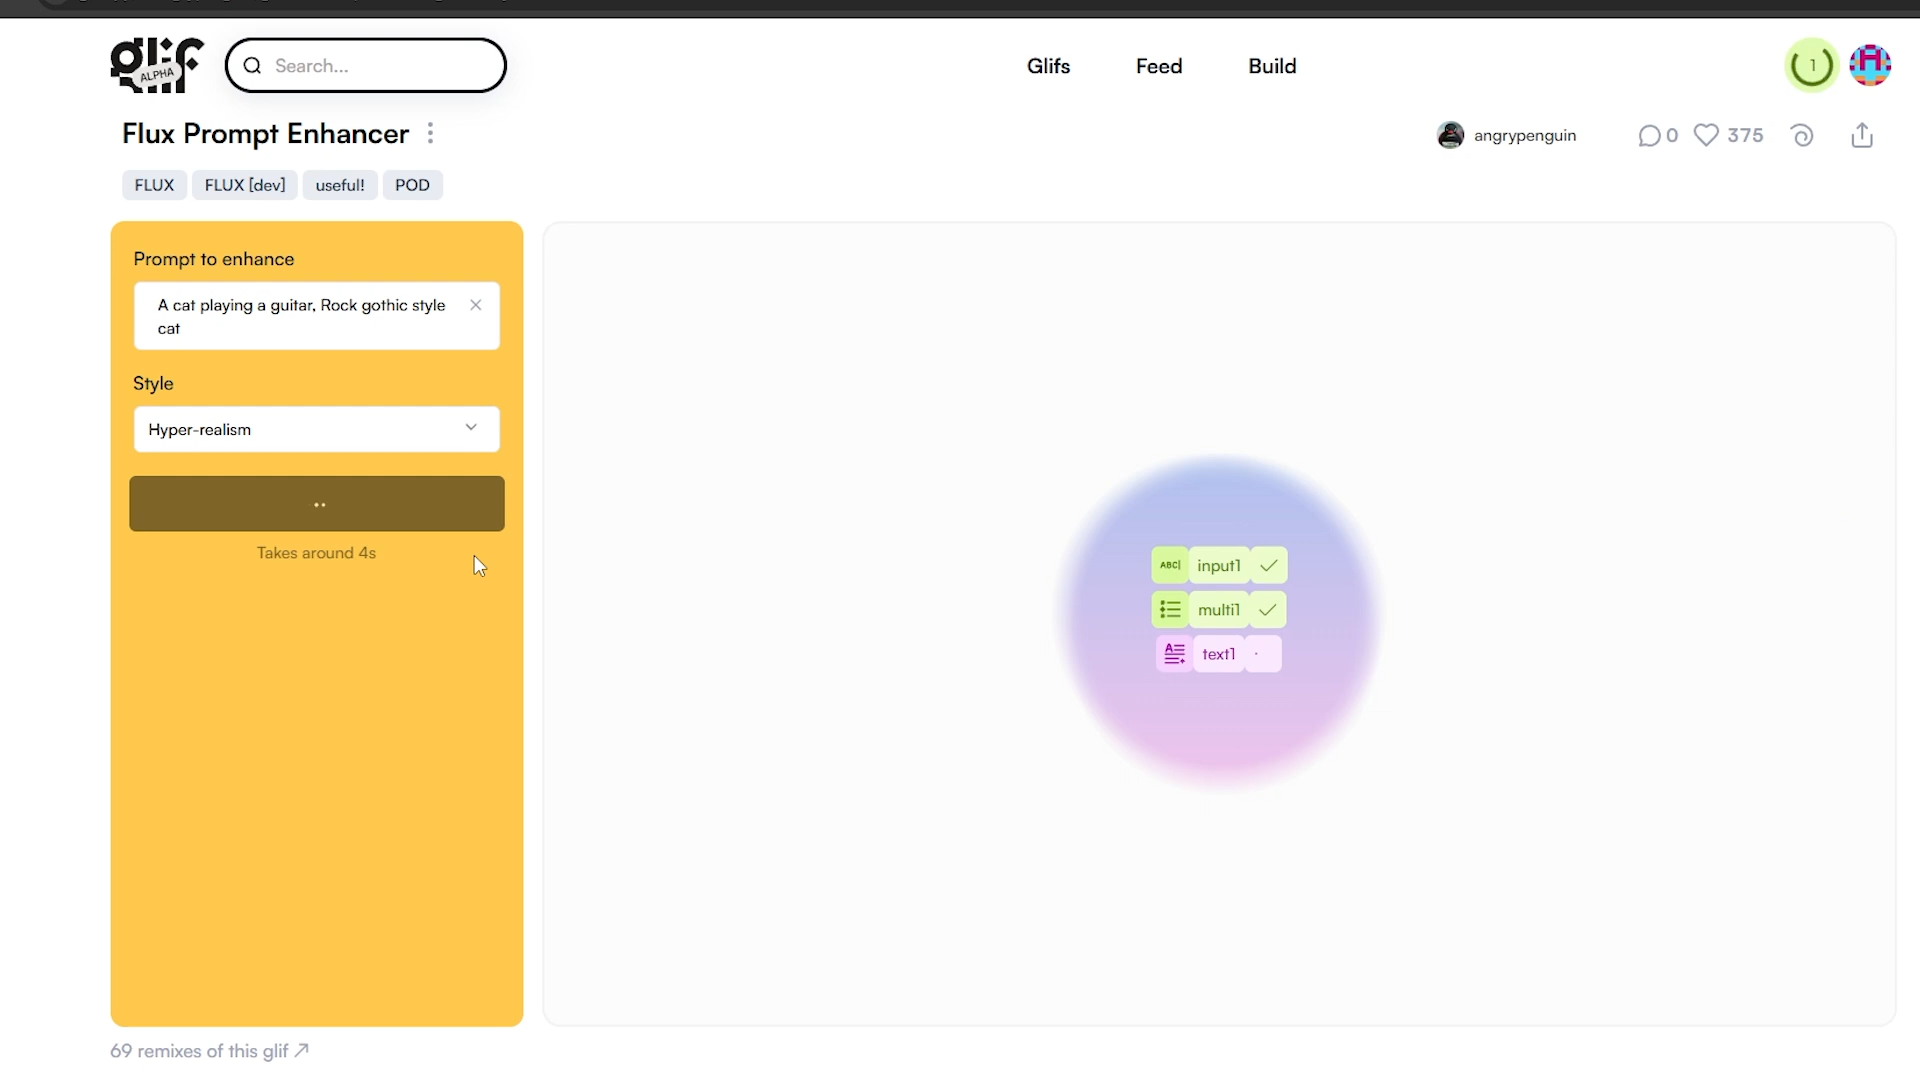 glif
ALPHA
Search...
Glifs
Feed
Build
1
Flux Prompt Enhancer
angrypenguin
0
375
FLUX
FLUX [dev]
useful!
POD
Prompt to enhance
A cat playing a guitar, Rock gothic style
cat
Style
Hyper-realism
Takes around 4s
ABC
input1
multi1
A
text1
69 remixes of this glif